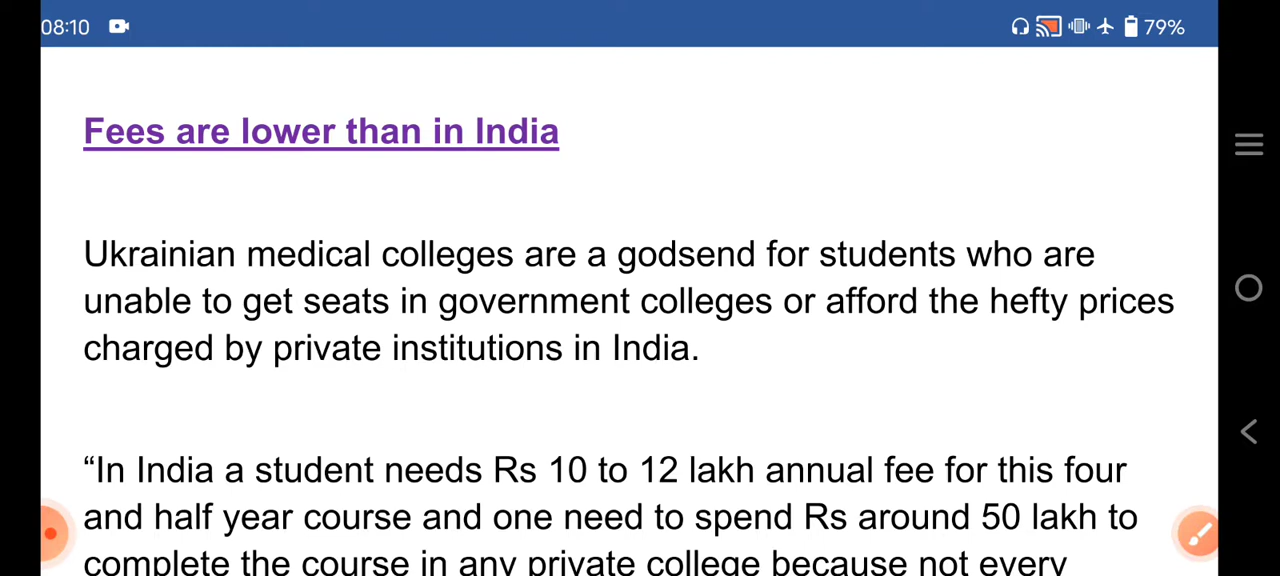 08:10
79%
Fees are lower than in India
Ukrainian medical colleges are a godsend for students who are
unable to get seats in government colleges or afford the hefty prices
charged by private institutions in India.
“In India a student needs Rs 10 to 12 lakh annual fee for this four
and half year course and one need to spend Rs around 50 lakh to
complete the course in any private college because not every